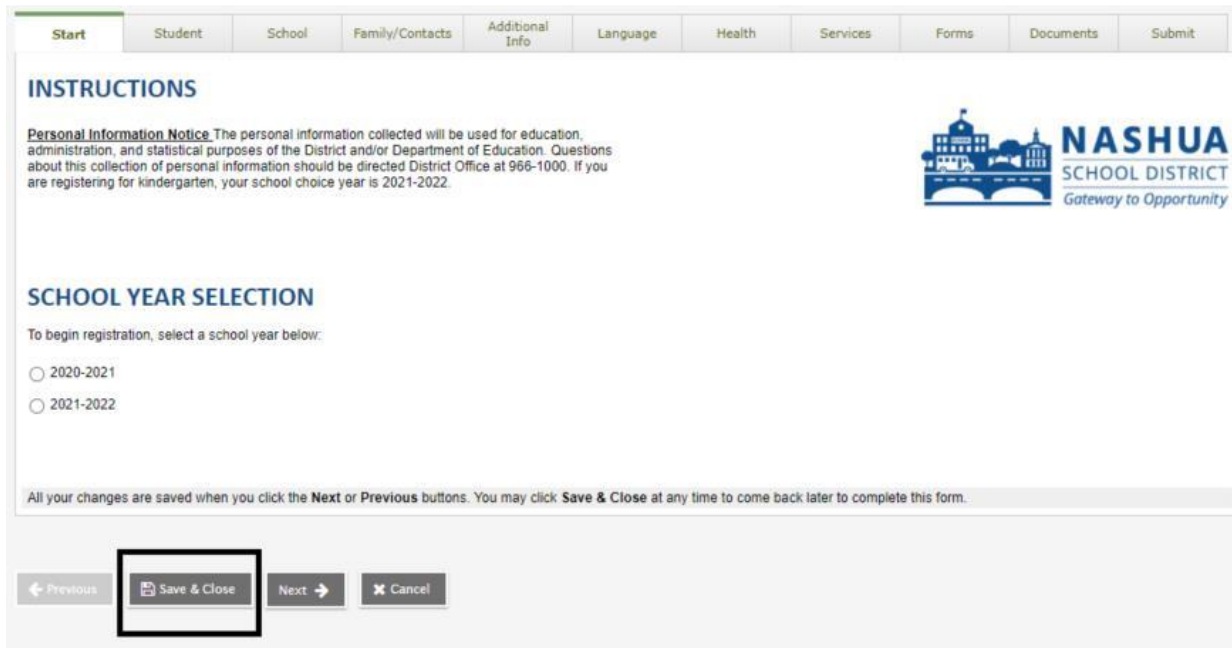 Start Student School Family/Contacts Additional Info Language Health Services Forms Documents Submit
INSTRUCTIONS
Personal Information Notice The personal information collected will be used for education,
administration, and statistical purposes of the District and/or Department of Education. Questions
about this collection of personal information should be directed District Office at 966-1000. If you
are registering for kindergarten, your school choice year is 2021-2022.
NASHUA
SCHOOL DISTRICT
Gateway to Opportunity
SCHOOL YEAR SELECTION
To begin registration, select a school year below:
2020-2021
2021-2022
All your changes are saved when you click the Next or Previous buttons. You may click Save & Close at any time to come back later to complete this form.
Previous Save & Close Next Cancel